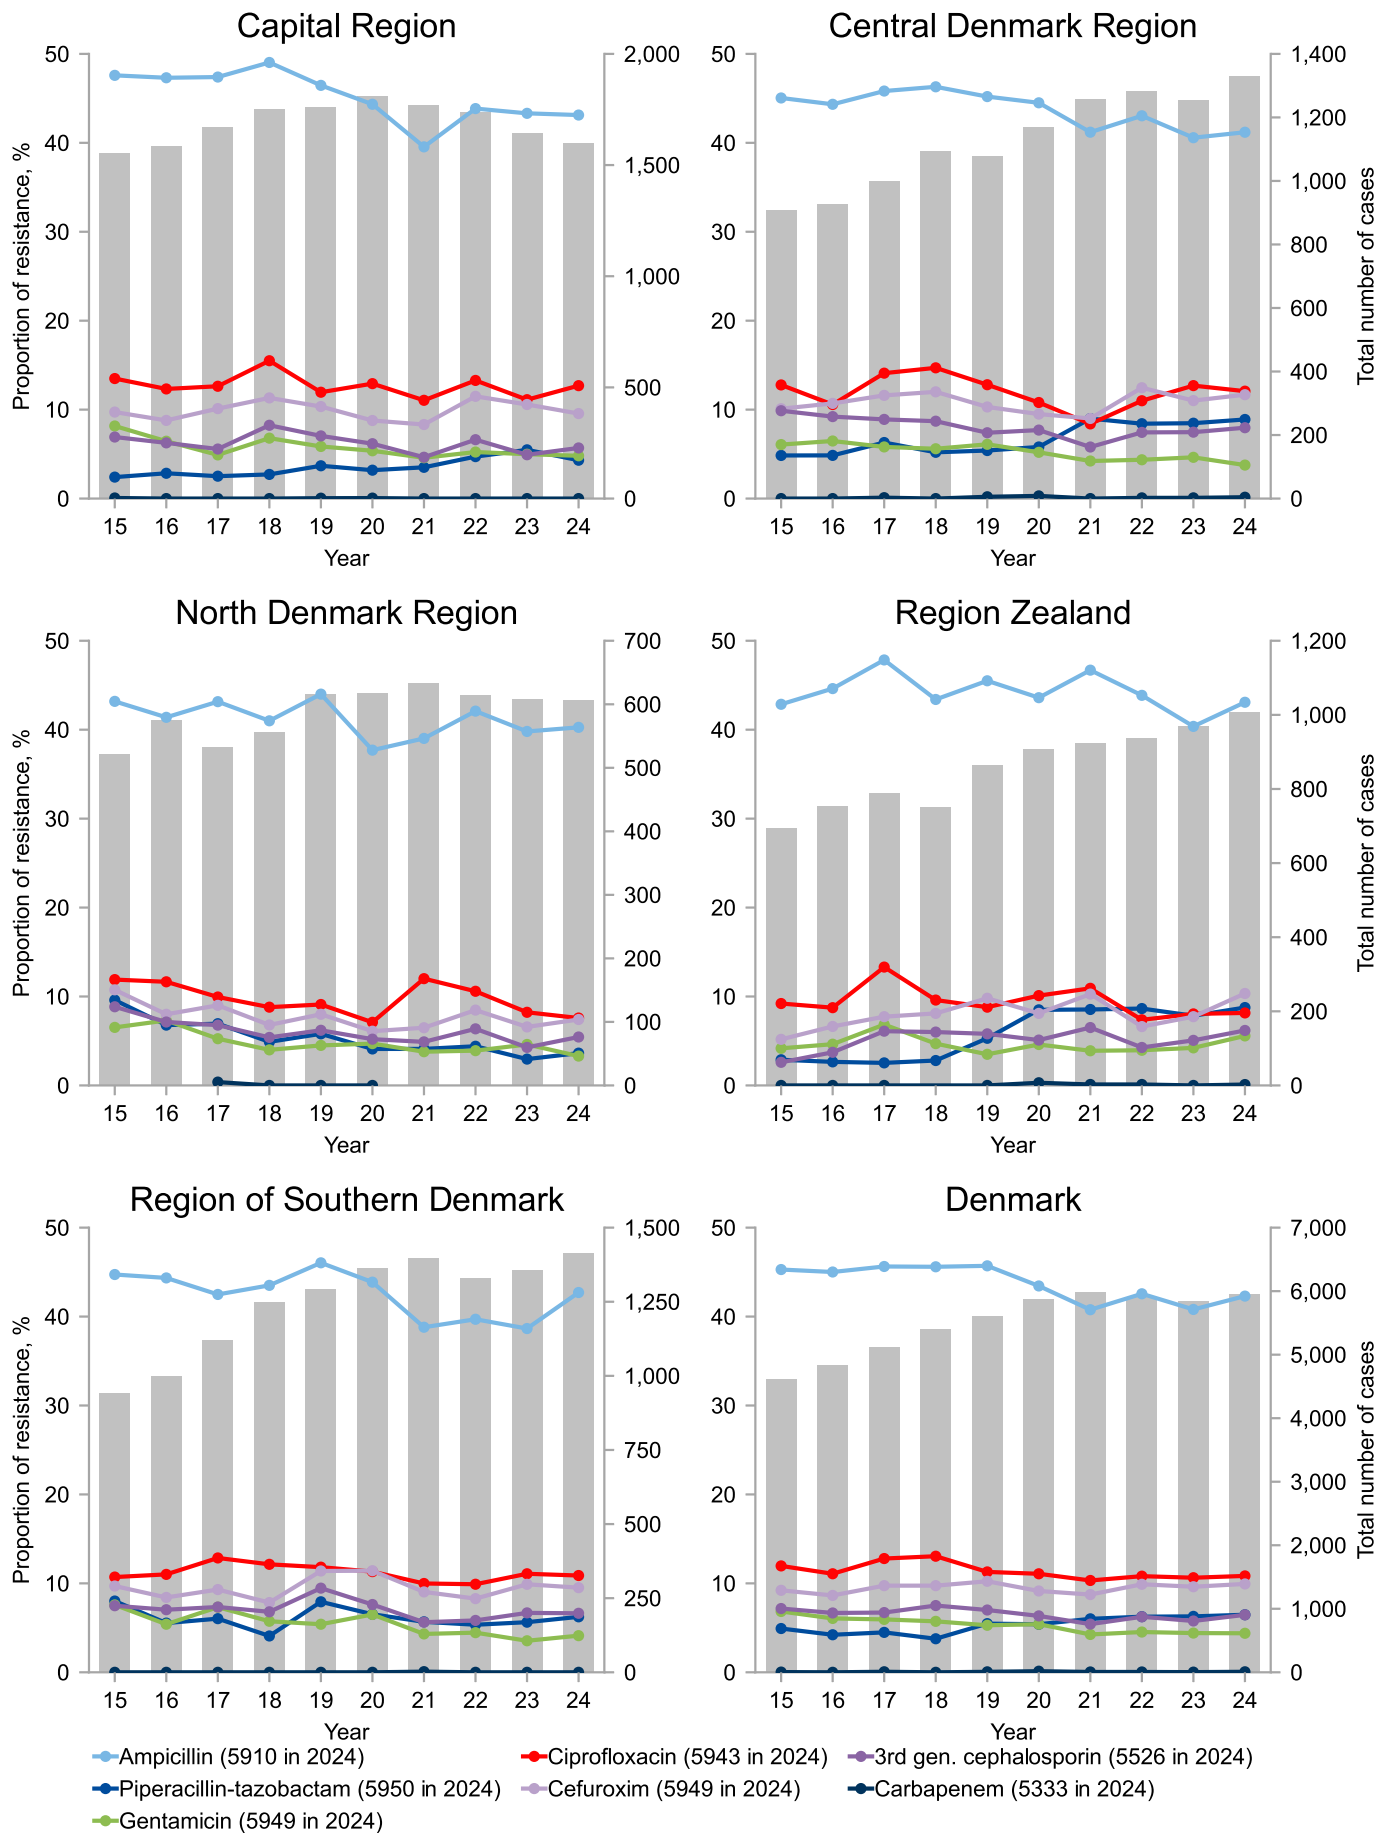 Capital Region
Central Denmark Region
50
40
30
20
10
0
Proportion of resistance, %
2,000
1,500
1,000
500
0
15 16 17 18 19 20 21 22 23 24
Year
50
40
30
20
10
0
1,400
1,200
1,000
800
600
400
200
0
Total number of cases
15 16 17 18 19 20 21 22 23 24
Year
North Denmark Region
Region Zealand
50
40
30
20
10
0
Proportion of resistance, %
700
600
500
400
300
200
100
0
15 16 17 18 19 20 21 22 23 24
Year
50
40
30
20
10
0
1,200
1,000
800
600
400
200
0
Total number of cases
15 16 17 18 19 20 21 22 23 24
Year
Region of Southern Denmark
Denmark
50
40
30
20
10
0
Proportion of resistance, %
1,500
1,250
1,000
750
500
250
0
15 16 17 18 19 20 21 22 23 24
Year
50
40
30
20
10
0
7,000
6,000
5,000
4,000
3,000
2,000
1,000
0
Total number of cases
15 16 17 18 19 20 21 22 23 24
Year
Ampicillin (5910 in 2024)
Ciprofloxacin (5943 in 2024)
3rd gen. cephalosporin (5526 in 2024)
Piperacillin-tazobactam (5950 in 2024)
Cefuroxim (5949 in 2024)
Carbapenem (5333 in 2024)
Gentamicin (5949 in 2024)